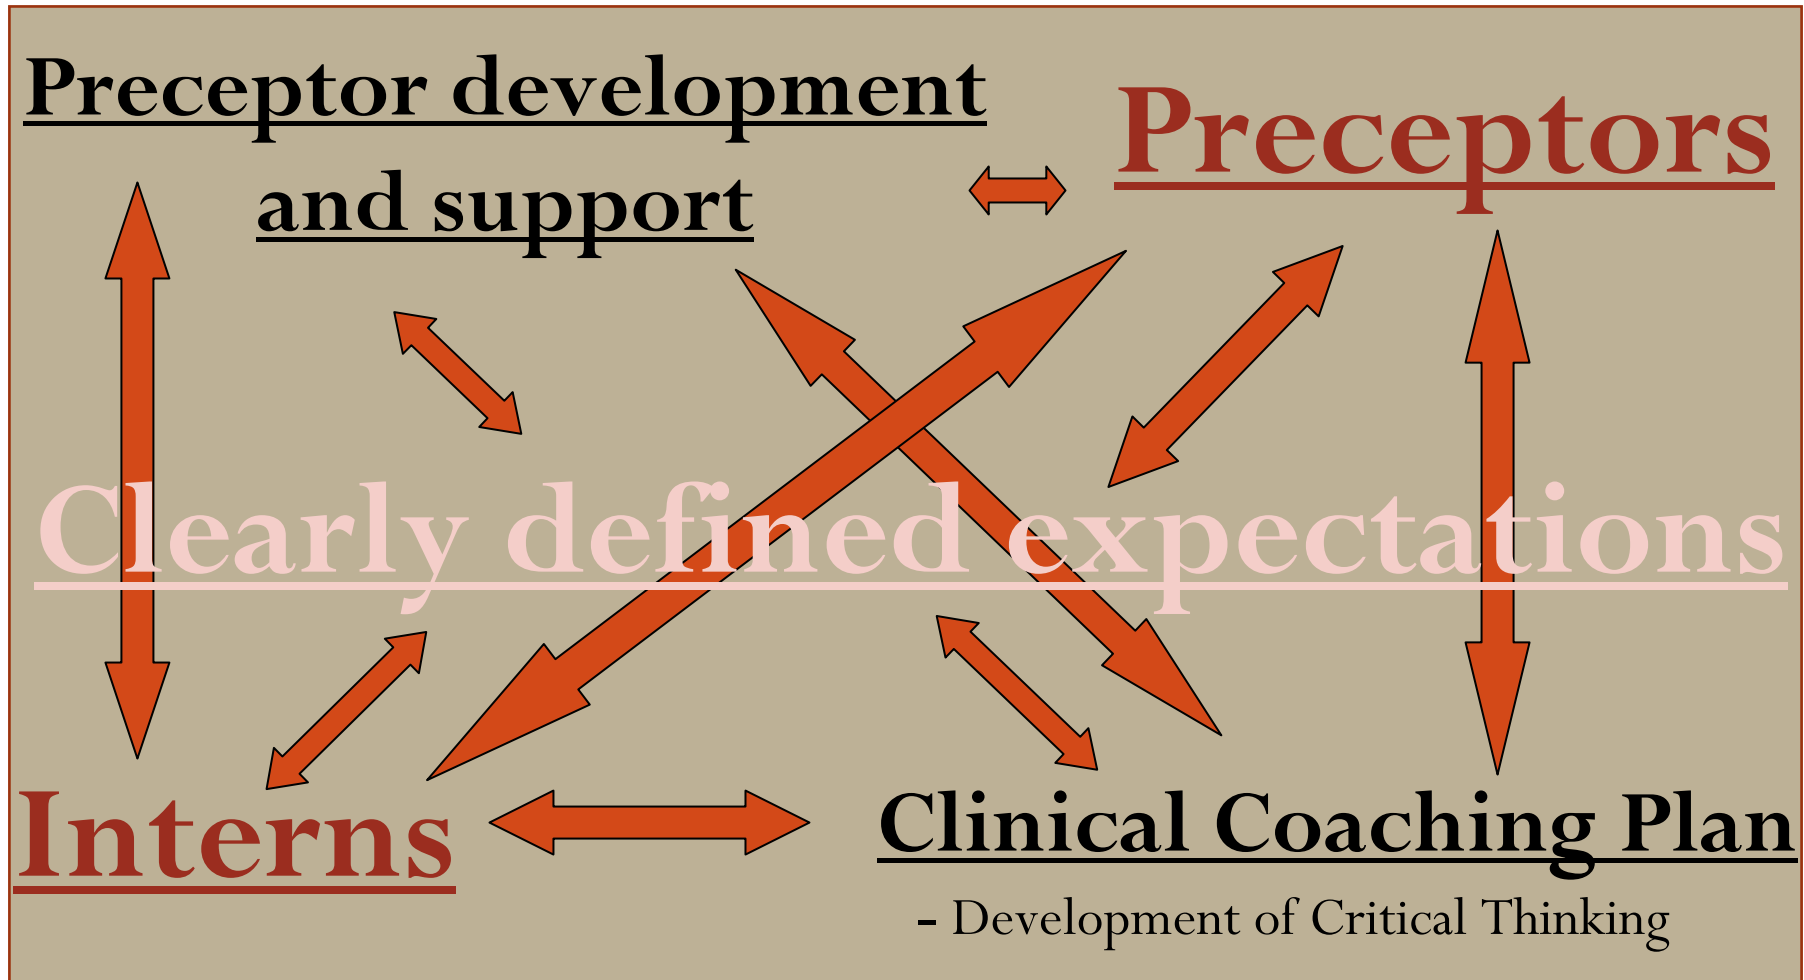 Preceptor development
and support
Preceptors
Clearly defined expectations
Interns
Clinical Coaching Plan
- Development of Critical Thinking